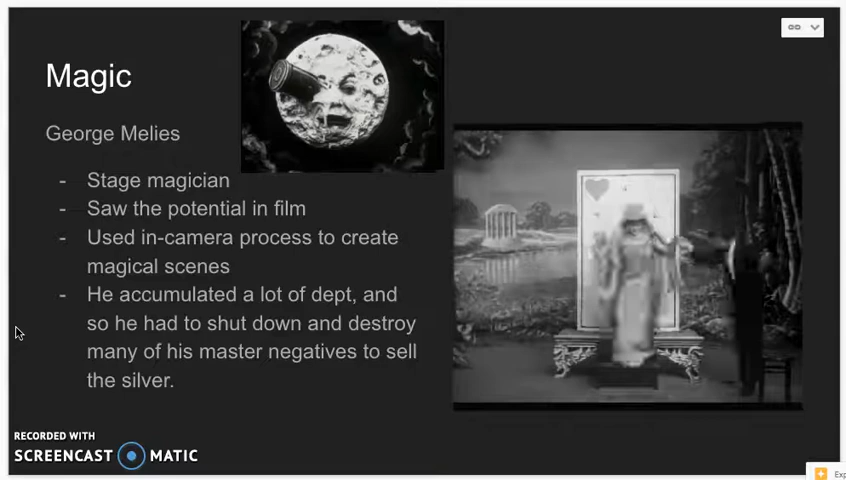 Magic
George Melies
- Stage magician
- Saw the potential in film
- Used in-camera process to create
magical scenes
- He accumulated a lot of dept, and
so he had to shut down and destroy
many of his master negatives to sell
the silver.
RECORDED WITH
SCREENCAST MATIC
Exp